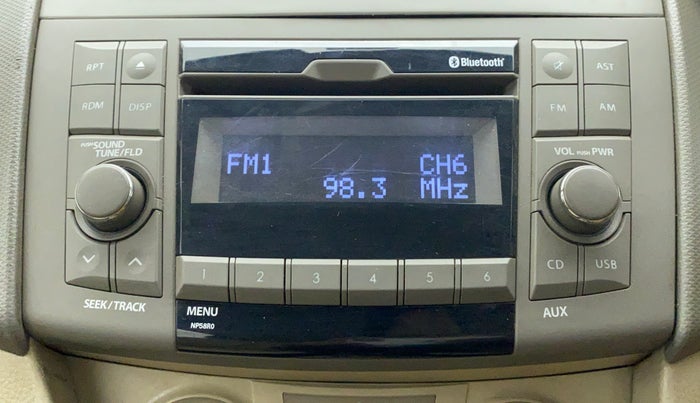 RPT
RDM
DISP
PUSH SOUND
TUNE/FLD
SEEK/TRACK
Bluetooth®
FM1 CH6
98.3 MHz
1 2 3 4 5 6
MENU
NP58R0
AST
FM
AM
VOL PUSH PWR
CD
USB
AUX